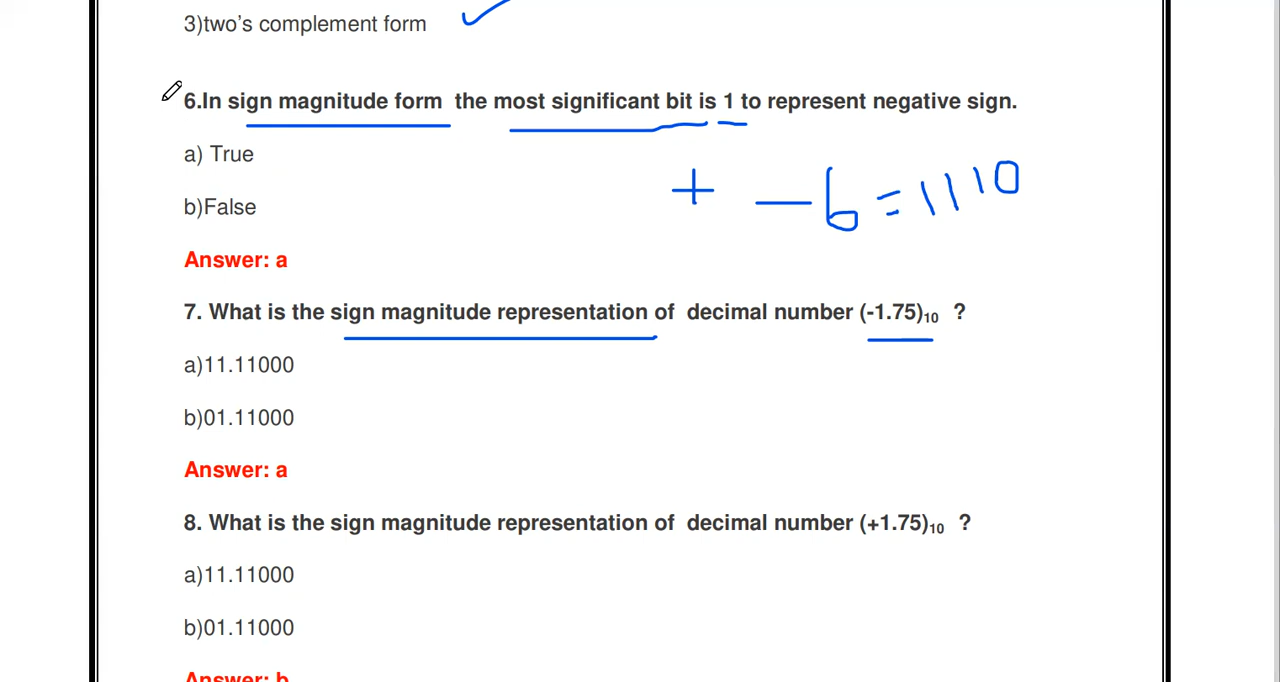 3)two’s complement form
6.In sign magnitude form the most significant bit is 1 to represent negative sign.
a) True
+ – 6 = 1110
b)False
Answer: a
7. What is the sign magnitude representation of decimal number (-1.75)₁₀ ?
a)11.11000
b)01.11000
Answer: a
8. What is the sign magnitude representation of decimal number (+1.75)₁₀ ?
a)11.11000
b)01.11000
Answer: b